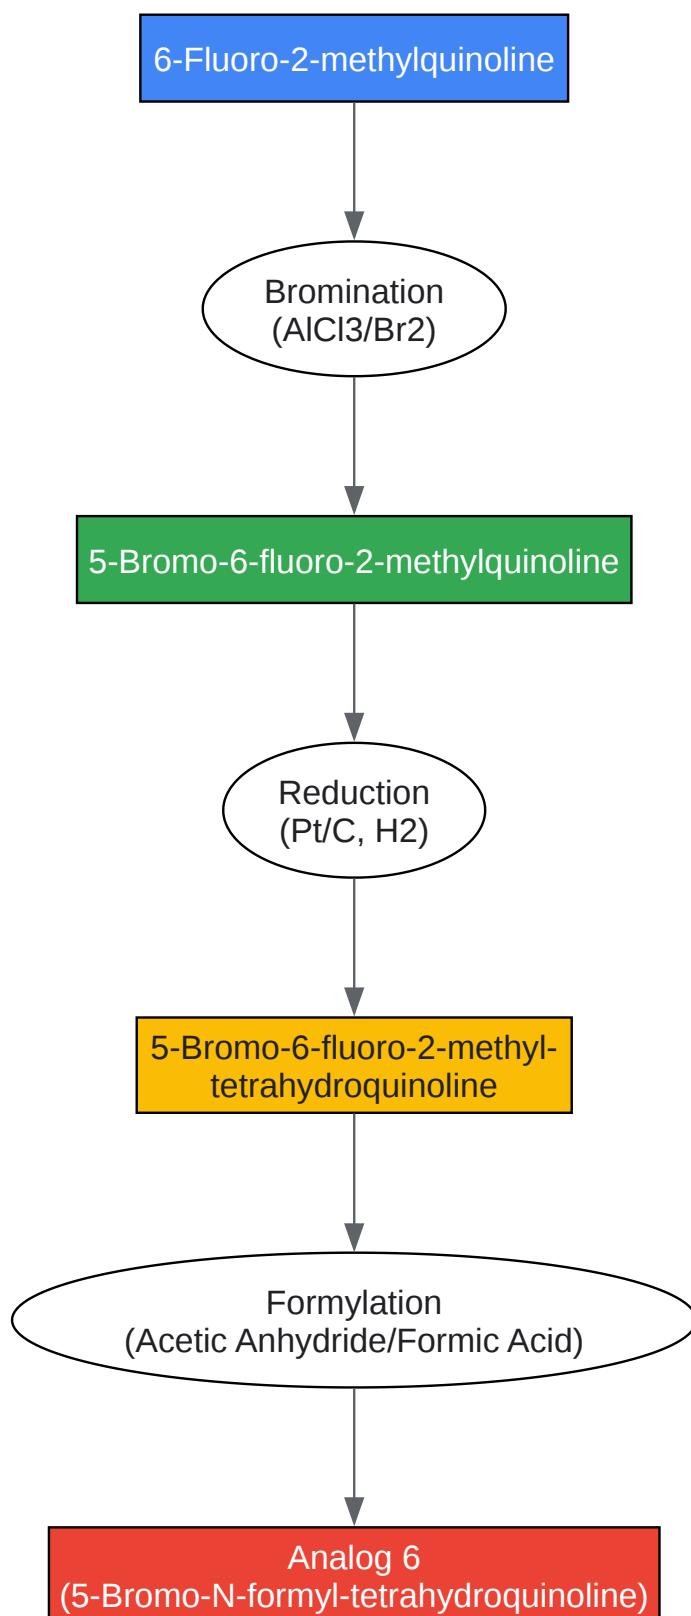 6-Fluoro-2-methylquinoline
Bromination
(AlCl3/Br2)
5-Bromo-6-fluoro-2-methylquinoline
Reduction
(Pt/C, H2)
5-Bromo-6-fluoro-2-methyl-
tetrahydroquinoline
Formylation
(Acetic Anhydride/Formic Acid)
Analog 6
(5-Bromo-N-formyl-tetrahydroquinoline)